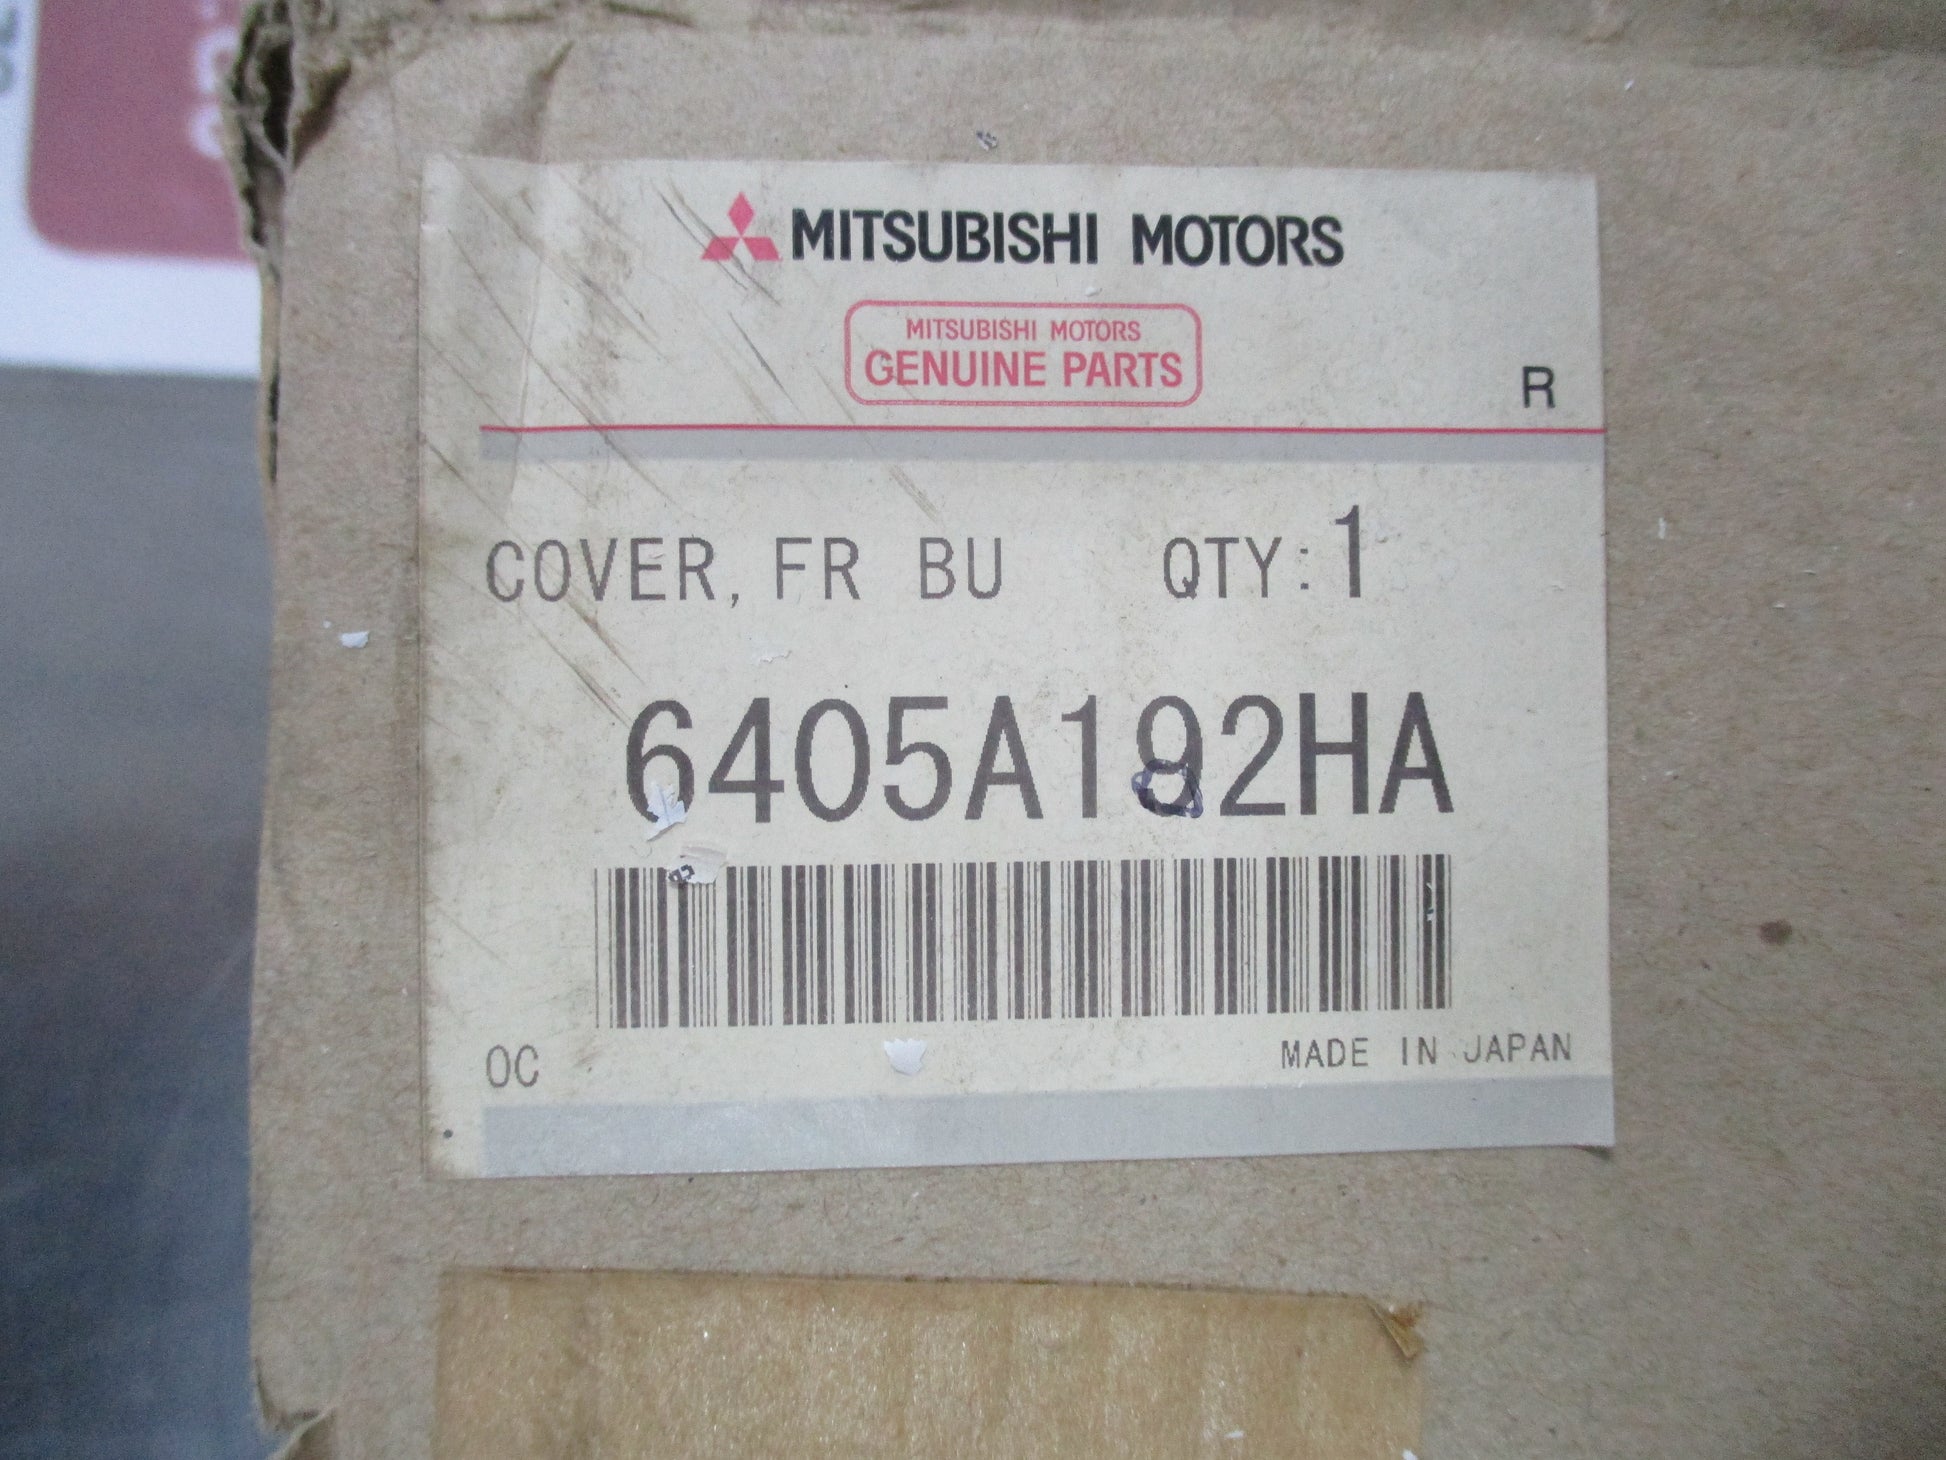 MITSUBISHI MOTORS
MITSUBISHI MOTORS
GENUINE PARTS
R
COVER, FR BU QTY:1
6405A192HA
OC
MADE IN JAPAN